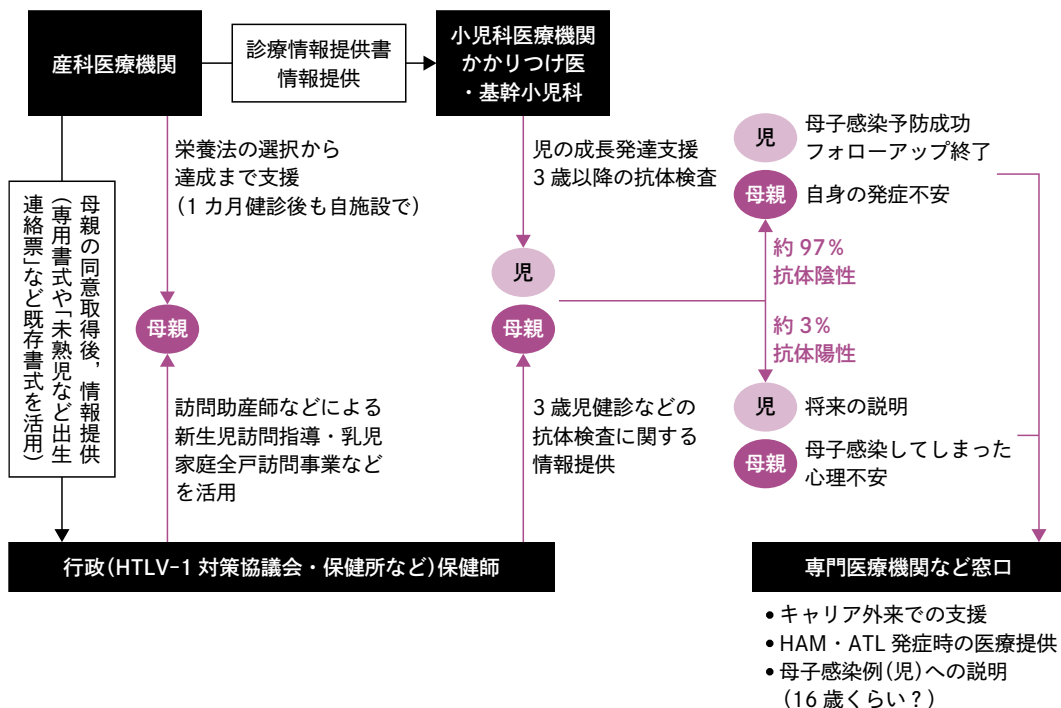 産科医療機関
診療情報提供書
情報提供
小児科医療機関
かかりつけ医
・基幹小児科
母親の同意取得後，情報提供
(専用書式や「未熟児など出生
連絡票」など既存書式を活用)
栄養法の選択から
達成まで支援
(1 カ月健診後も自施設で)
母親
訪問助産師などによる
新生児訪問指導・乳児
家庭全戸訪問事業など
を活用
児の成長発達支援
3 歳以降の抗体検査
児
母親
3 歳児健診などの
抗体検査に関する
情報提供
児
母子感染予防成功
フォローアップ終了
母親
自身の発症不安
約 97%
抗体陰性
約 3%
抗体陽性
児
将来の説明
母親
母子感染してしまった
心理不安
行政(HTLV-1 対策協議会・保健所など)保健師
専門医療機関など窓口
• キャリア外来での支援
• HAM・ATL 発症時の医療提供
• 母子感染例(児)への説明
(16 歳くらい？)